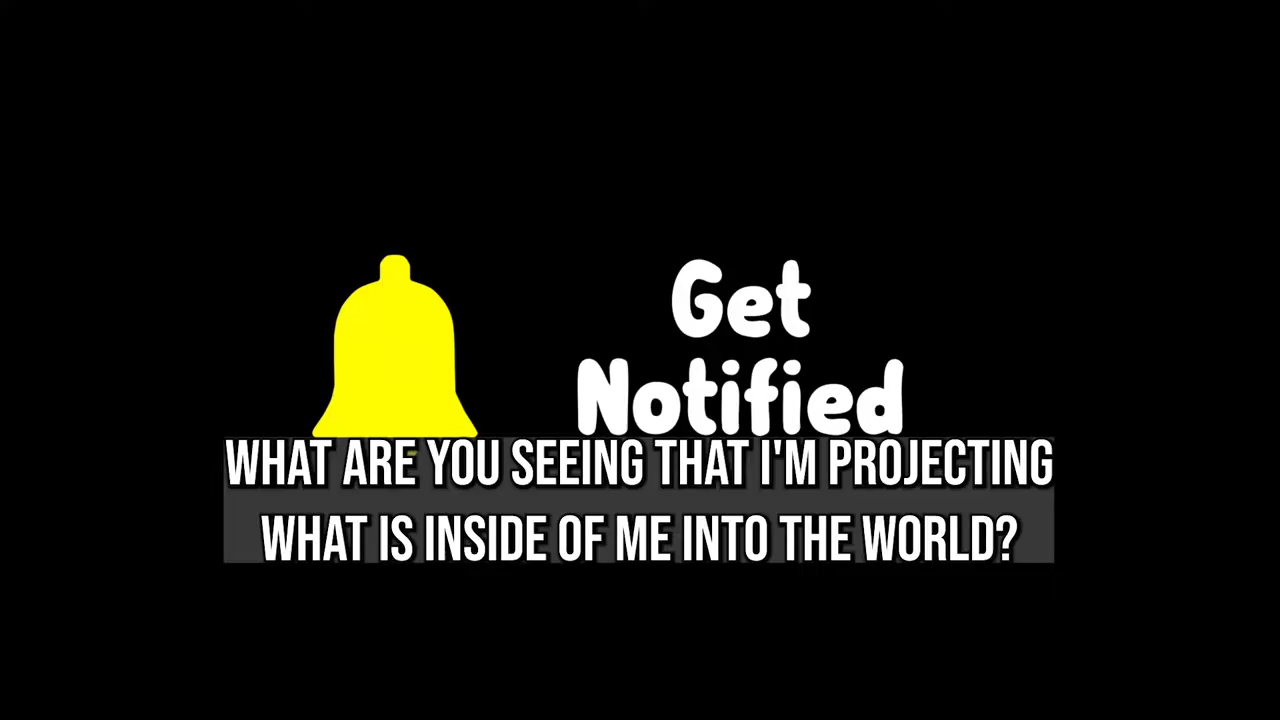 Get
Notified
WHAT ARE YOU SEEING THAT I'M PROJECTING
WHAT IS INSIDE OF ME INTO THE WORLD?